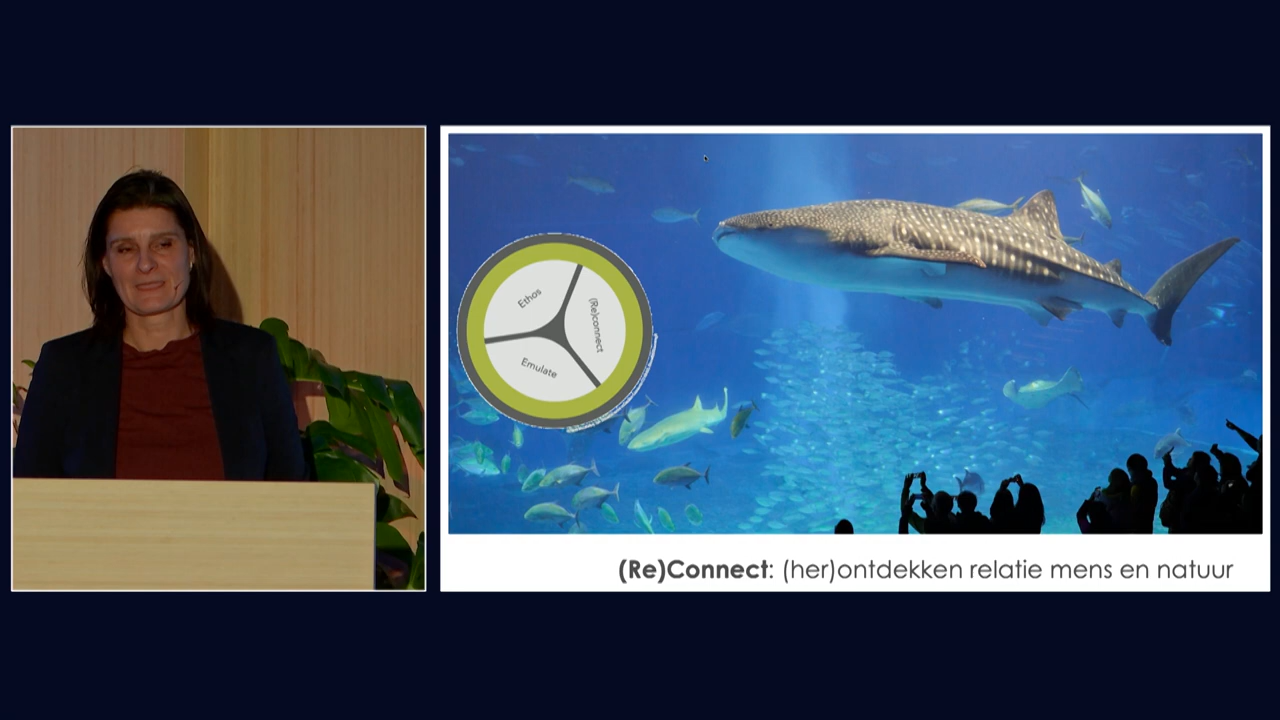 Ethos
(Re)connect
Emulate
(Re)Connect: (her)ontdekken relatie mens en natuur